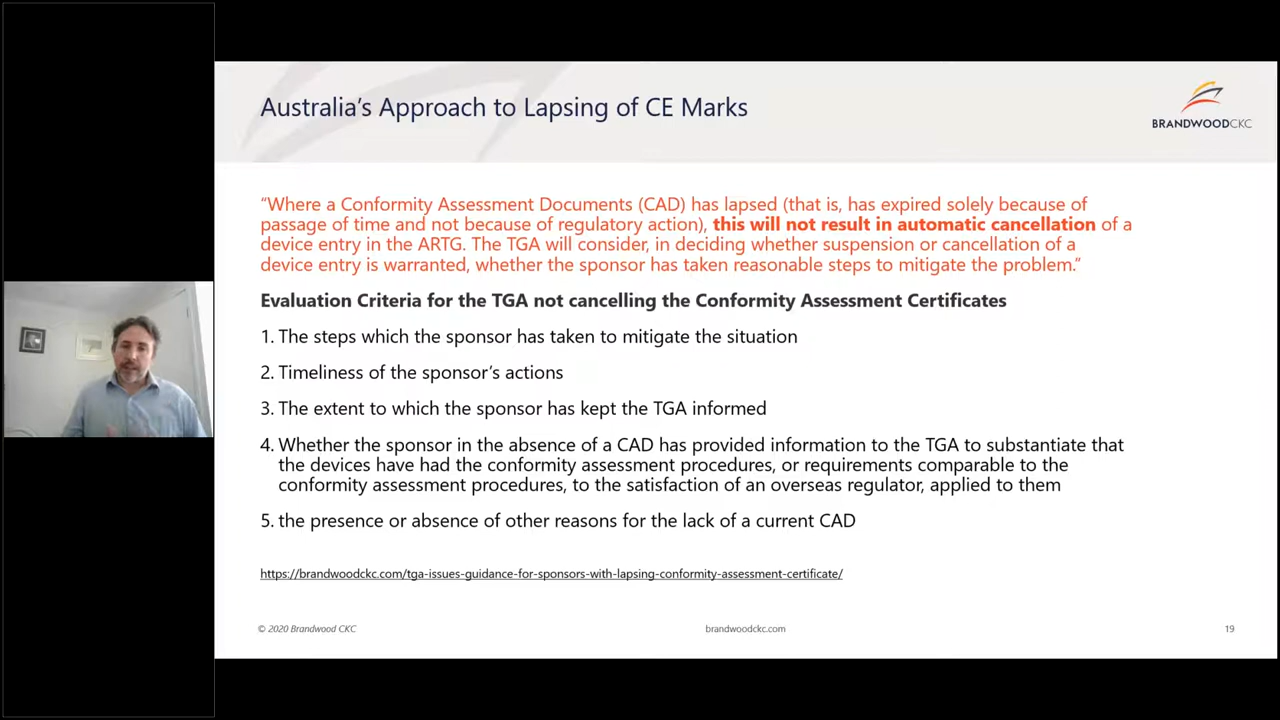 Australia's Approach to Lapsing of CE Marks
BRANDWOODCKC
“Where a Conformity Assessment Documents (CAD) has lapsed (that is, has expired solely because of
passage of time and not because of regulatory action), this will not result in automatic cancellation of a
device entry in the ARTG. The TGA will consider, in deciding whether suspension or cancellation of a
device entry is warranted, whether the sponsor has taken reasonable steps to mitigate the problem.”
Evaluation Criteria for the TGA not cancelling the Conformity Assessment Certificates
1. The steps which the sponsor has taken to mitigate the situation
2. Timeliness of the sponsor's actions
3. The extent to which the sponsor has kept the TGA informed
4. Whether the sponsor in the absence of a CAD has provided information to the TGA to substantiate that
the devices have had the conformity assessment procedures, or requirements comparable to the
conformity assessment procedures, to the satisfaction of an overseas regulator, applied to them
5. the presence or absence of other reasons for the lack of a current CAD
https://brandwoodckc.com/tga-issues-guidance-for-sponsors-with-lapsing-conformity-assessment-certificate/
© 2020 Brandwood CKC
brandwoodckc.com
19